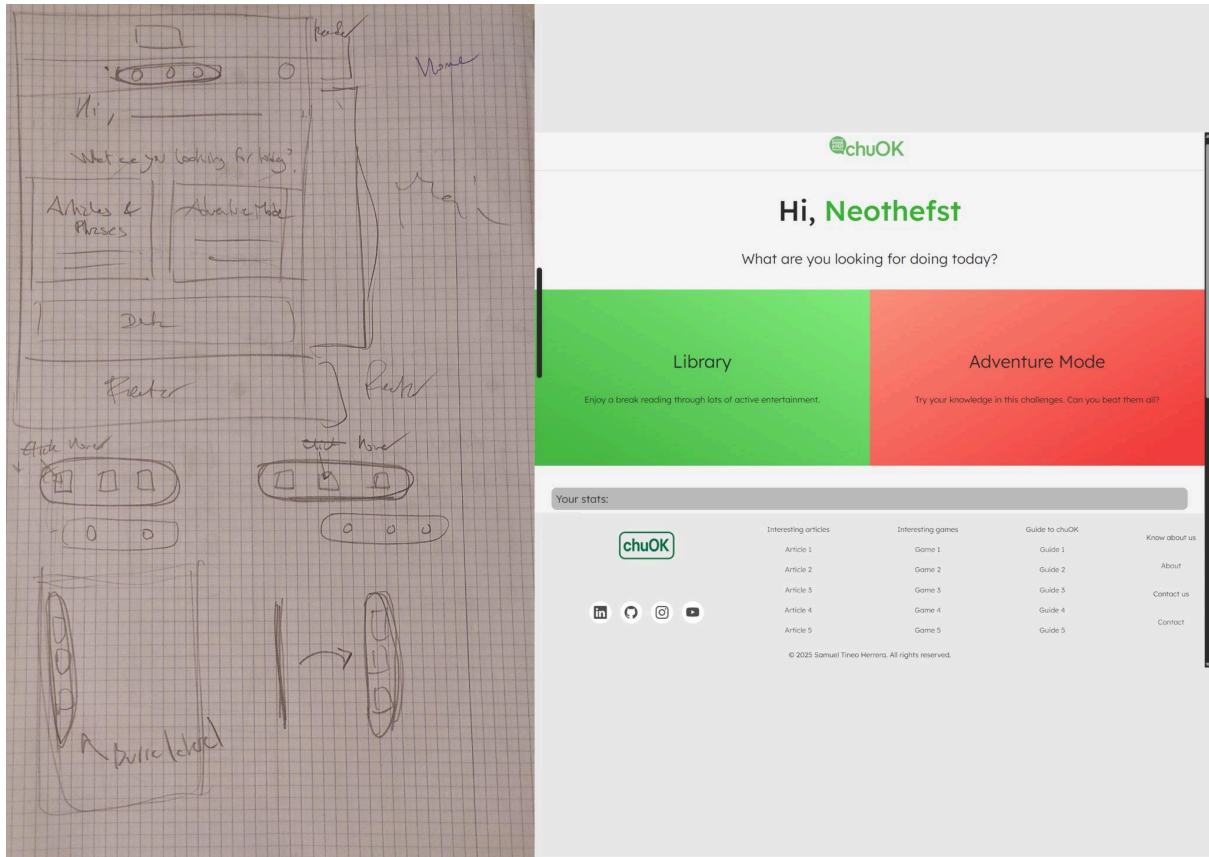 header
Home
Hi,
What are you looking for today?
Articles &
Phrases
Adventure Mode
Footer
Hover
Hover
Barra lateral
chuOK
Hi, Neothefst
What are you looking for doing today?
Library
Enjoy a break reading through lots of active entertainment.
Adventure Mode
Try your knowledge in this challenges. Can you beat them all?
Your stats:
chuOK
Interesting articles
Article 1
Article 2
Article 3
Article 4
Article 5
Interesting games
Game 1
Game 2
Game 3
Game 4
Game 5
Guide to chuOK
Guide 1
Guide 2
Guide 3
Guide 4
Guide 5
Know about us
About
Contact us
Contact
in
© 2025 Samuel Tineo Herrera. All rights reserved.